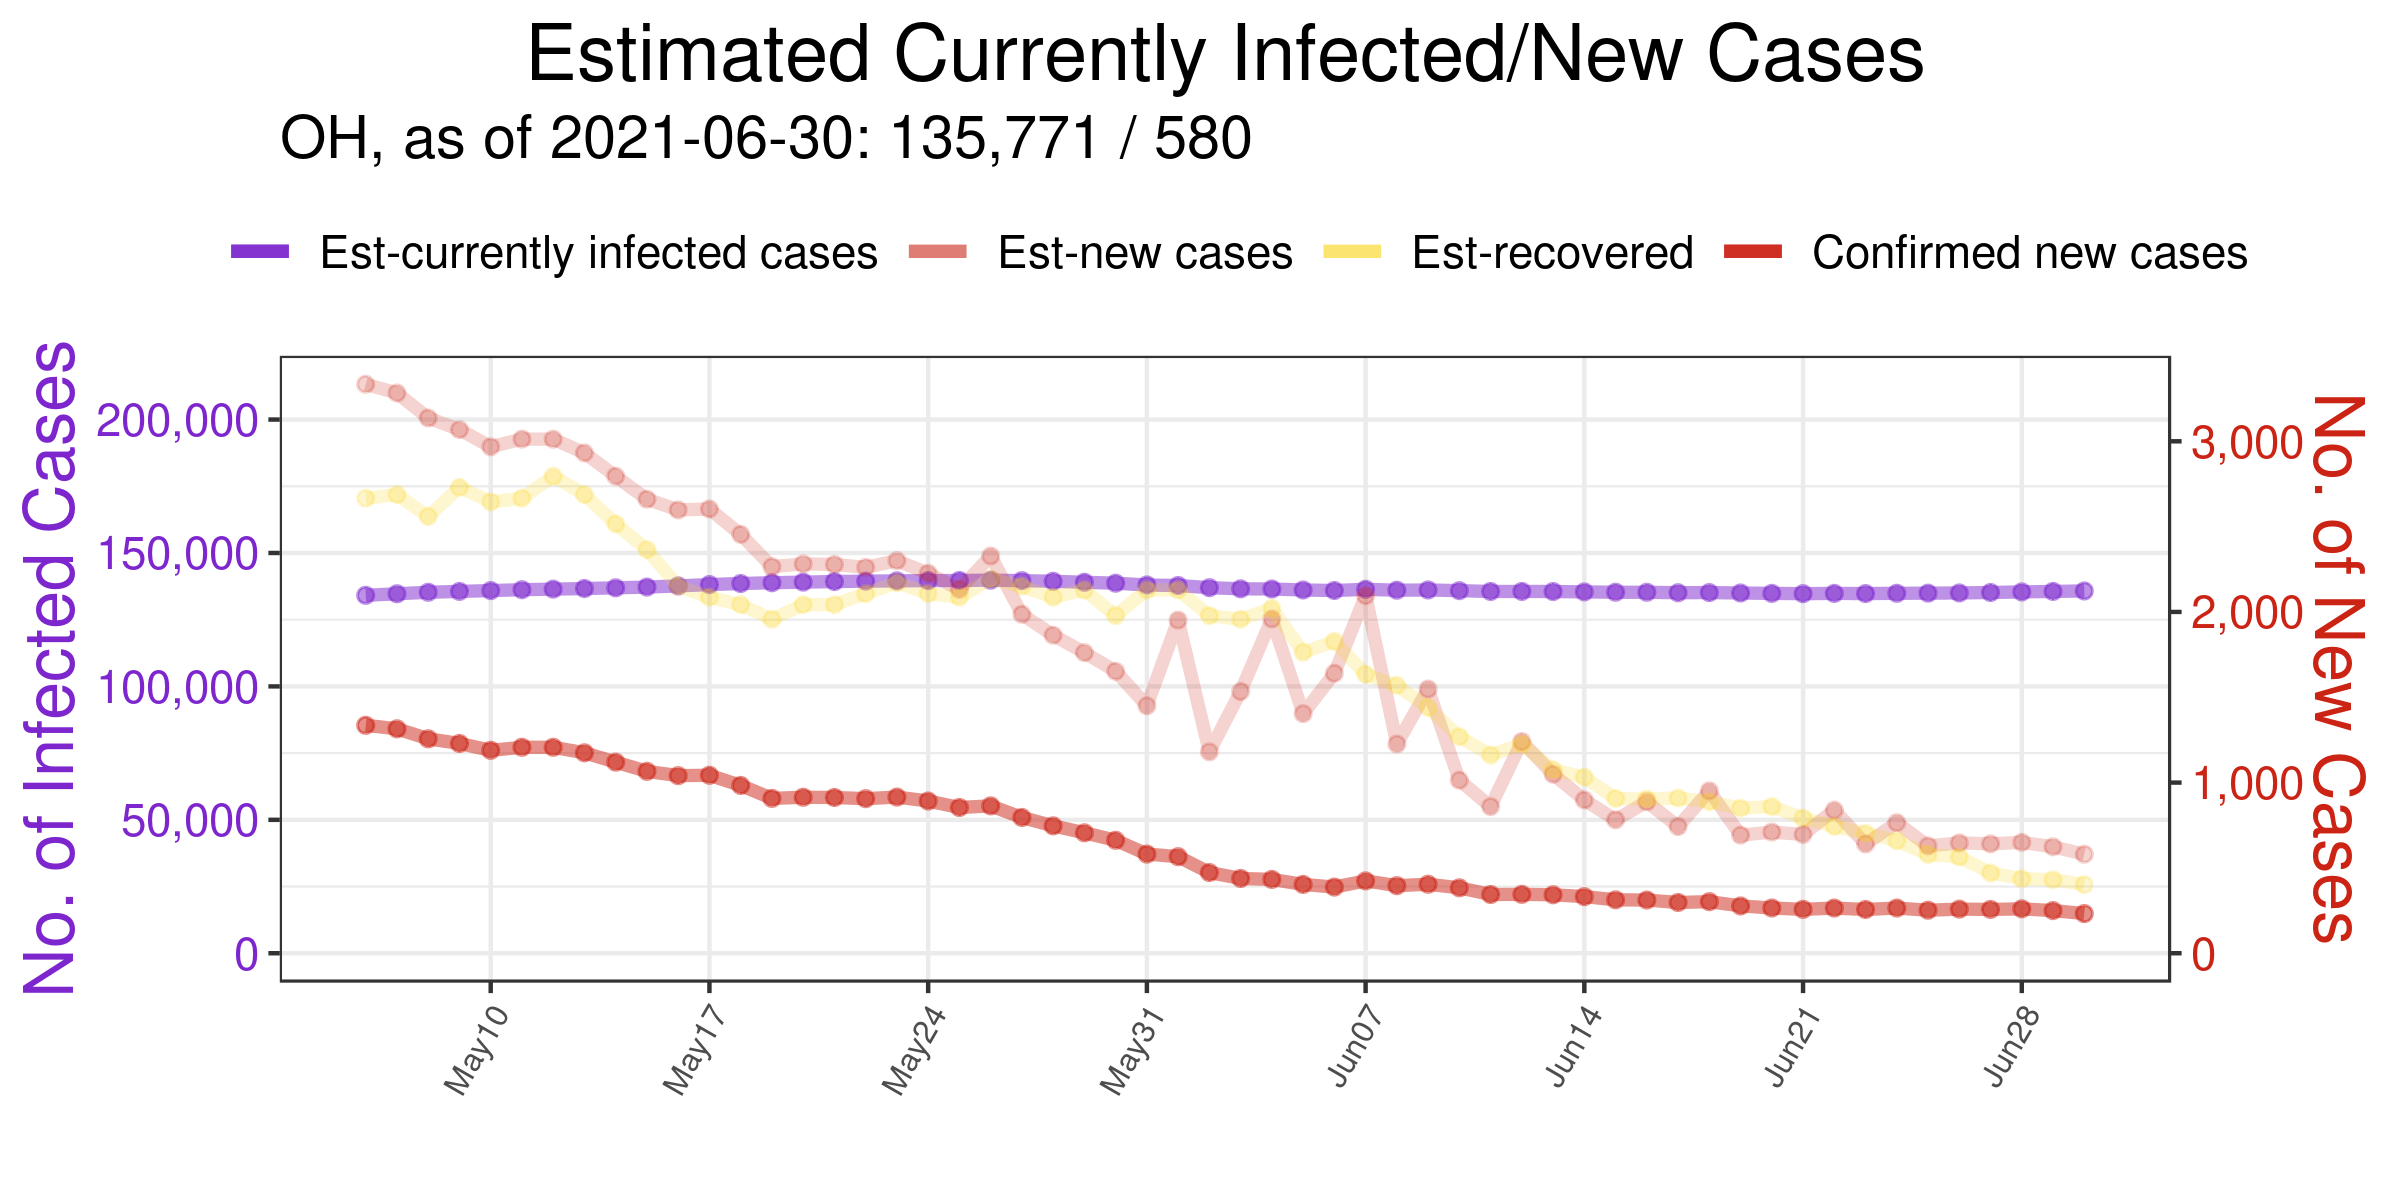 Estimated Currently Infected/New Cases
OH, as of 2021-06-30: 135,771 / 580
Est-currently infected cases
Est-new cases
Est-recovered
Confirmed new cases
No. of Infected Cases
200,000
150,000
100,000
50,000
0
3,000
2,000
1,000
0
No. of New Cases
May10
May17
May24
May31
Jun07
Jun14
Jun21
Jun28